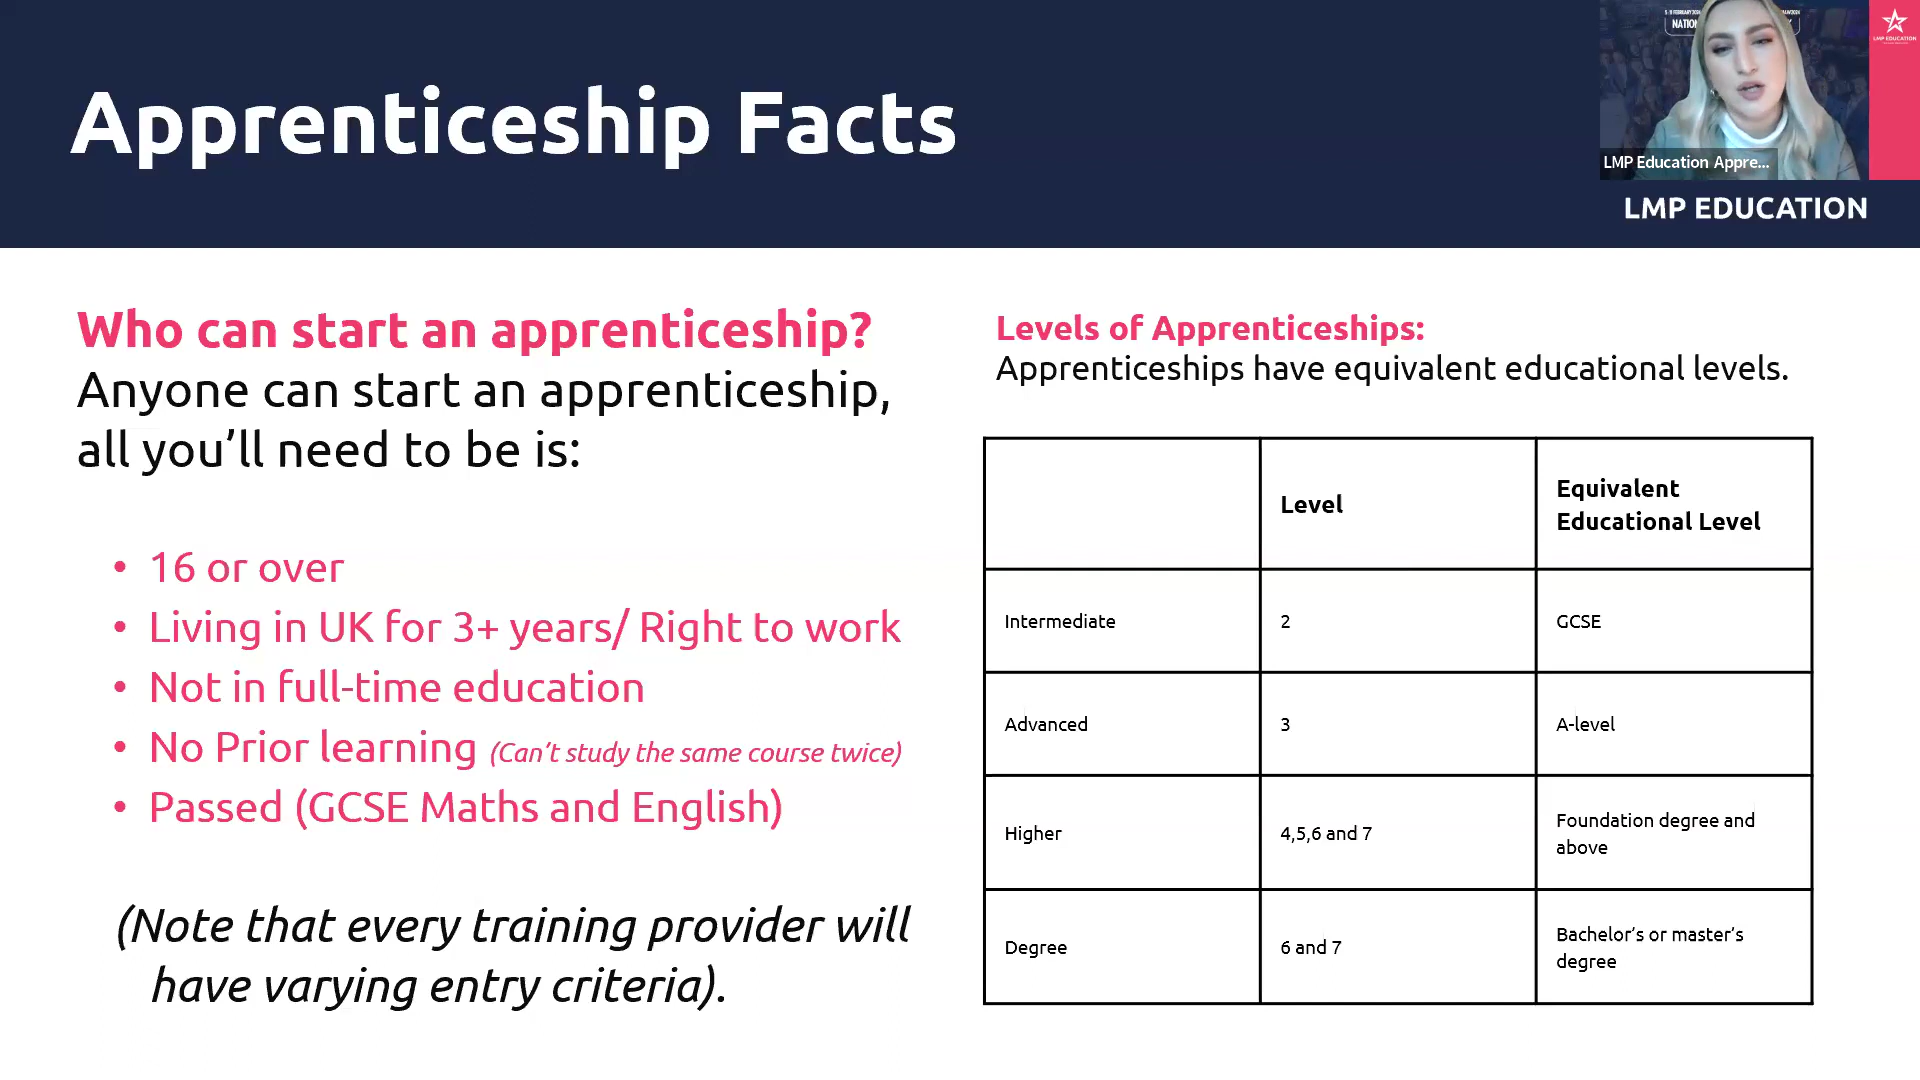 Apprenticeship Facts
NATION
LMP EDUCATION
LMP Education Appre...
LMP EDUCATION
Who can start an apprenticeship?
Anyone can start an apprenticeship,
all you’ll need to be is:
• 16 or over
• Living in UK for 3+ years/ Right to work
• Not in full-time education
• No Prior learning (Can’t study the same course twice)
• Passed (GCSE Maths and English)
(Note that every training provider will
have varying entry criteria).
Levels of Apprenticeships:
Apprenticeships have equivalent educational levels.
Level
Equivalent
Educational Level
Intermediate
2
GCSE
Advanced
3
A-level
Higher
4,5,6 and 7
Foundation degree and
above
Degree
6 and 7
Bachelor’s or master’s
degree